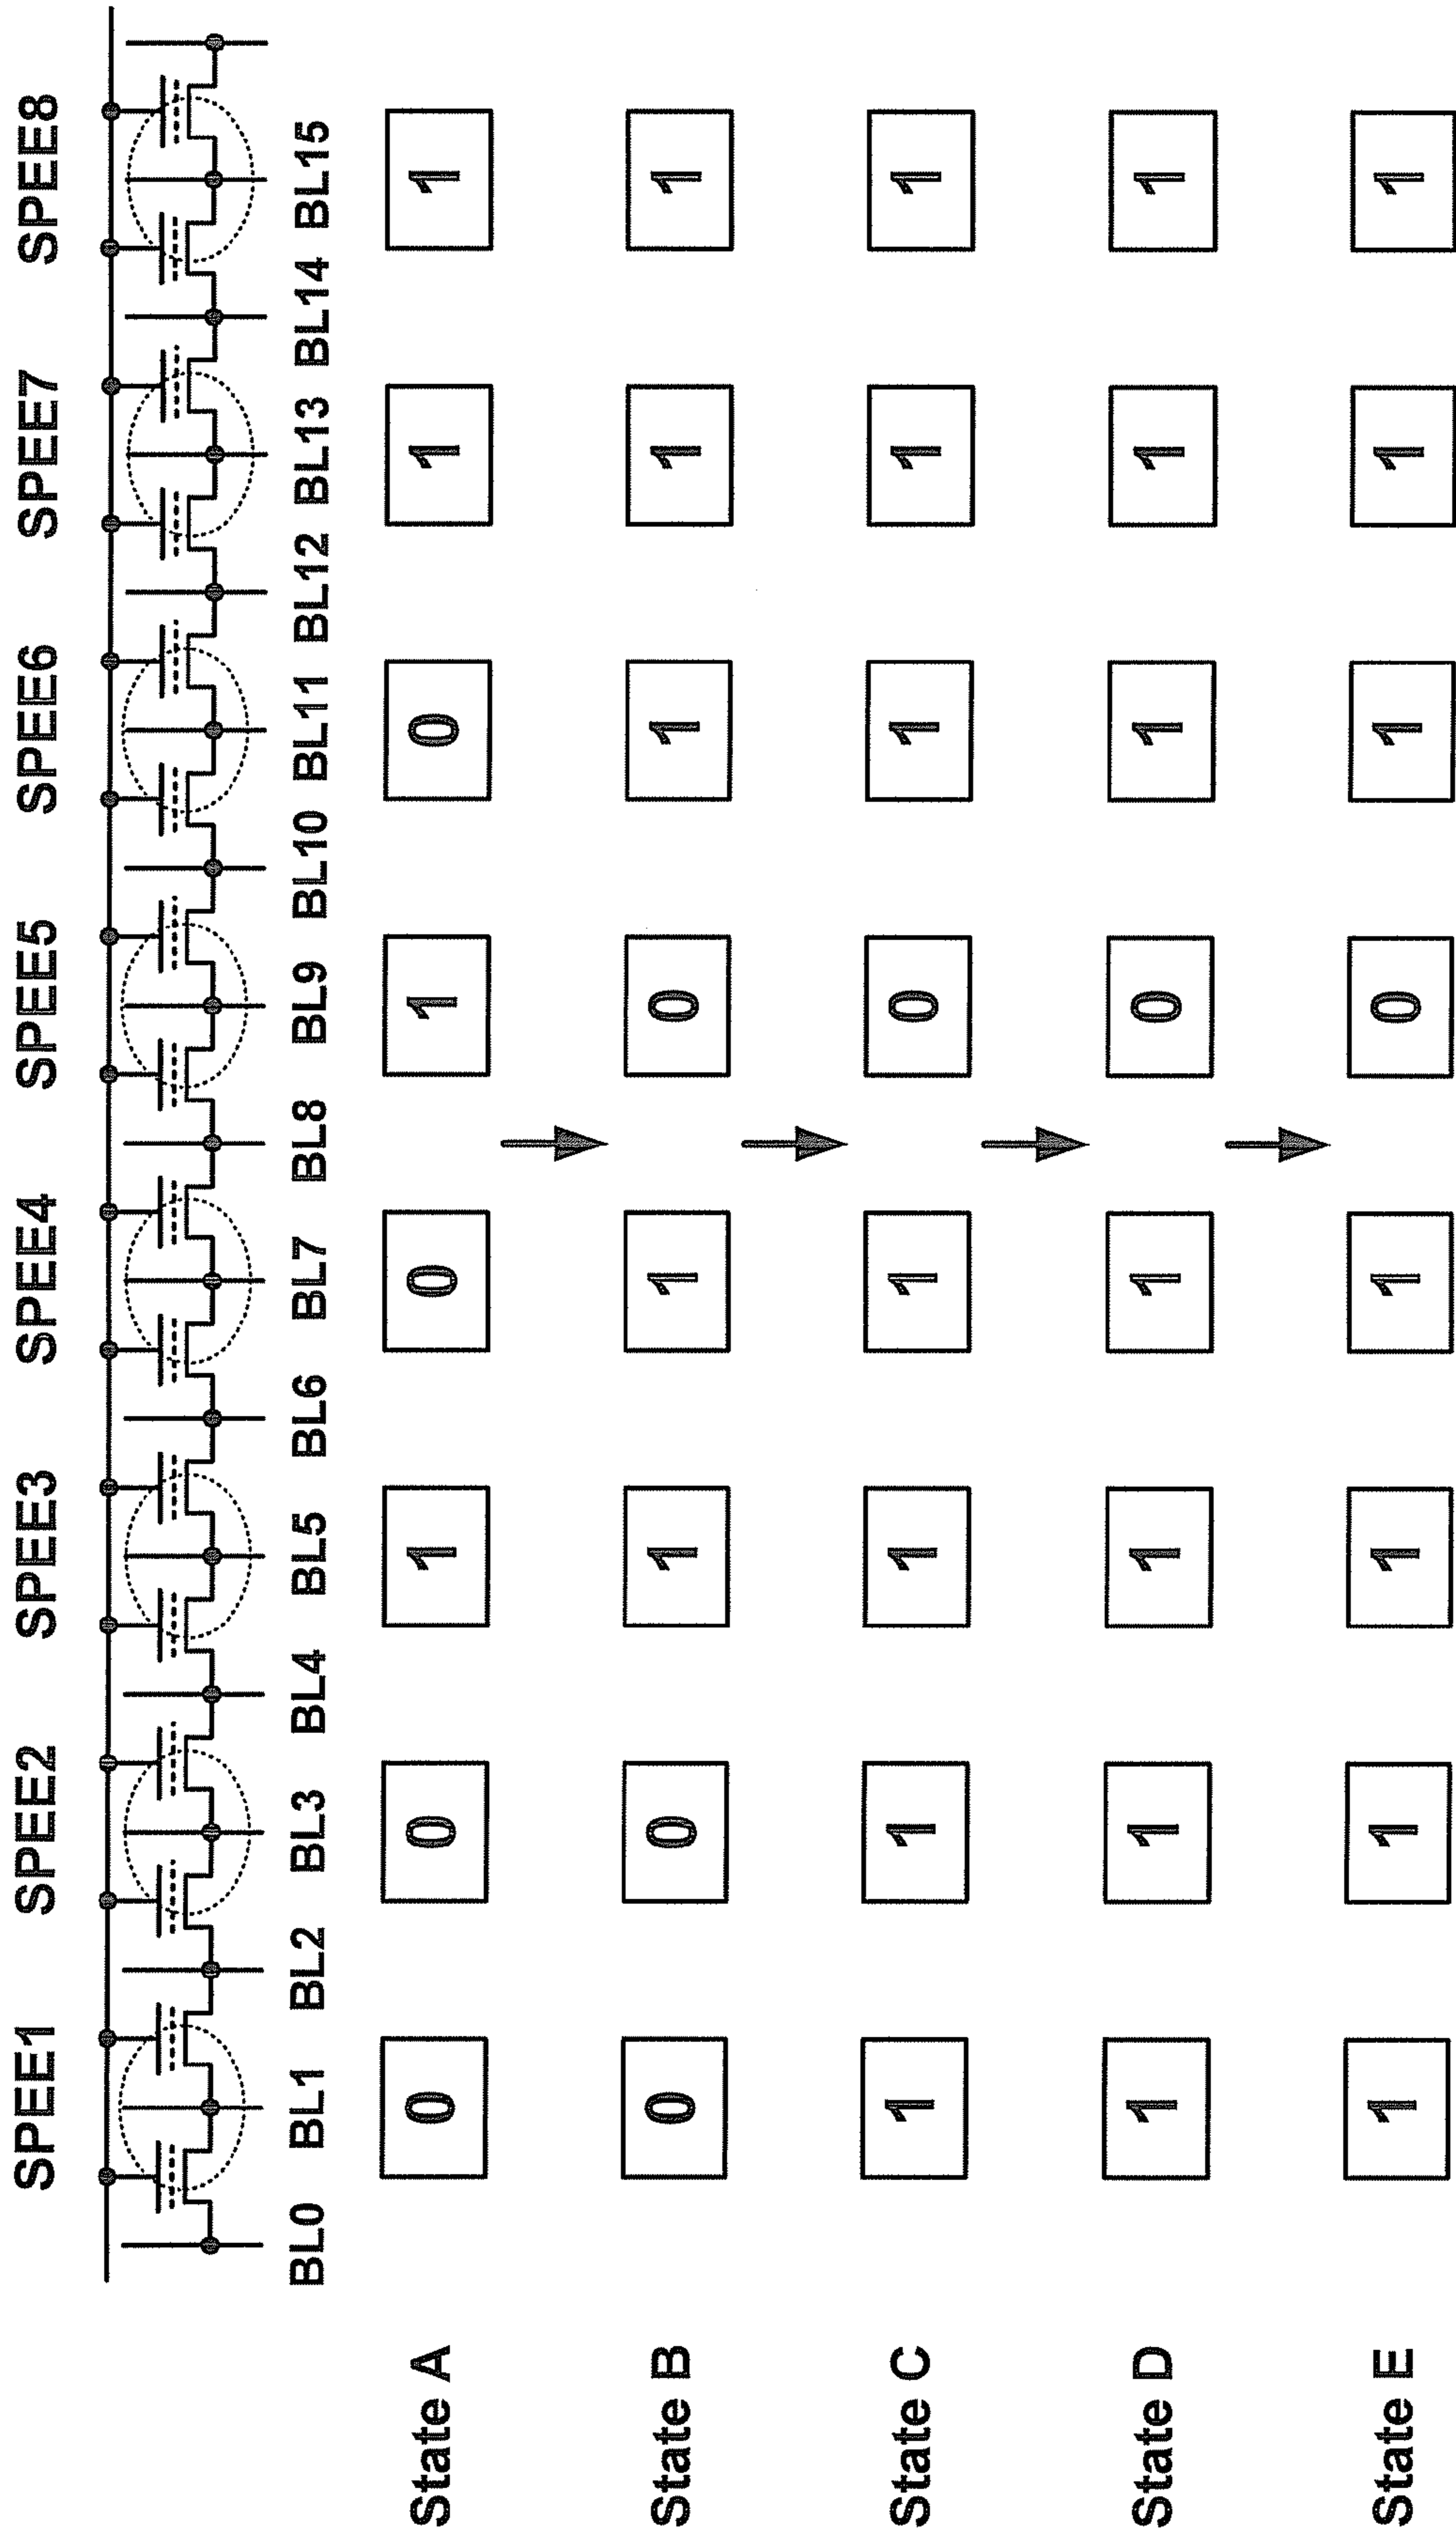 SPEE1 SPEE2 SPEE3 SPEE4 SPEE5 SPEE6 SPEE7 SPEE8
BL0 BL1 BL2 BL3 BL4 BL5 BL6 BL7 BL8 BL9 BL10 BL11 BL12 BL13 BL14 BL15
State A 0 0 1 0 1 0 1 1
State B 0 0 1 1 0 1 1 1
State C 1 1 1 1 0 1 1 1
State D 1 1 1 1 0 1 1 1
State E 1 1 1 1 0 1 1 1